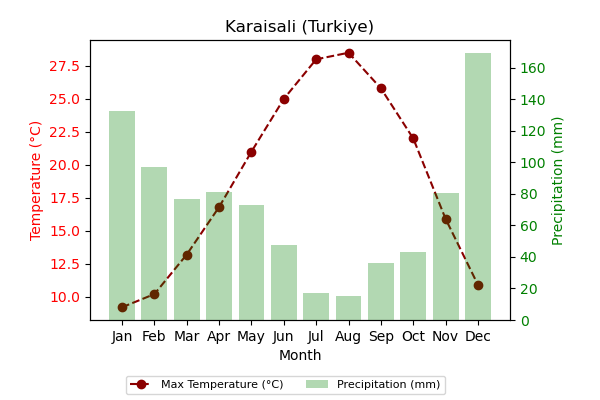 Karaisali (Turkiye)
Temperature (°C)
27.5
25.0
22.5
20.0
17.5
15.0
12.5
10.0
Precipitation (mm)
160
140
120
100
80
60
40
20
0
Jan Feb Mar Apr May Jun Jul Aug Sep Oct Nov Dec
Month
Max Temperature (°C) Precipitation (mm)